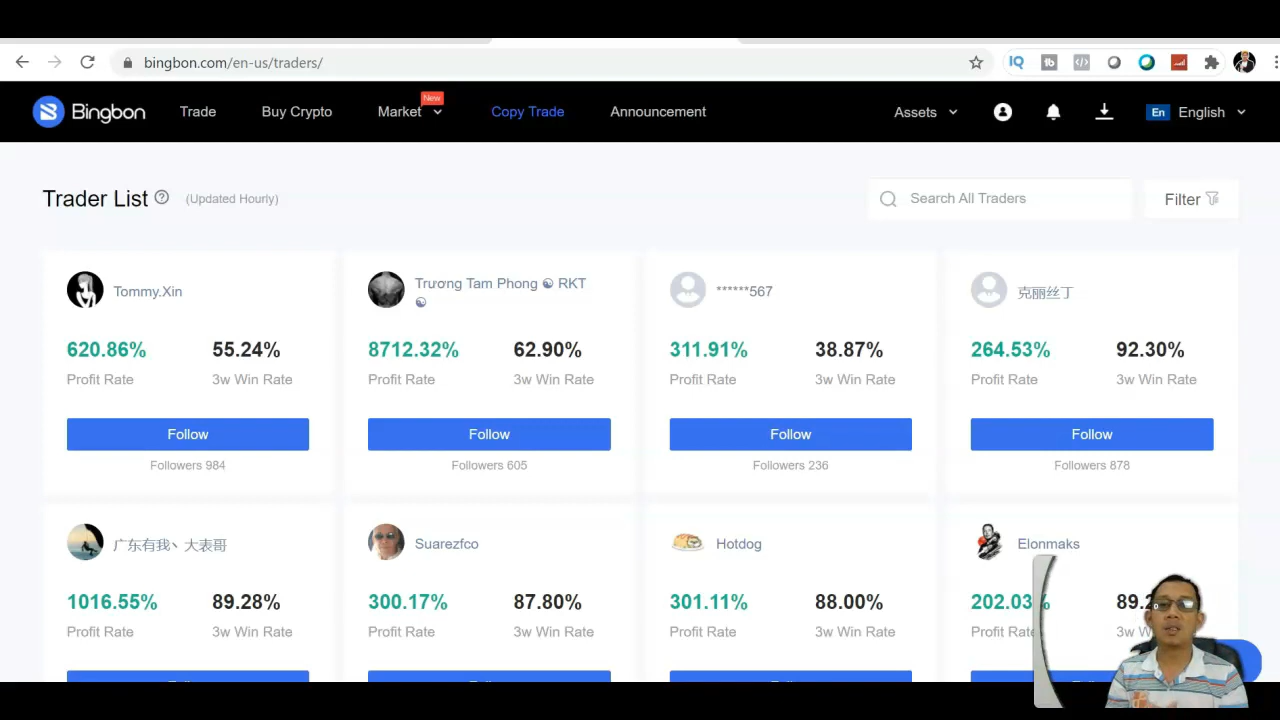 bingbon.com/en-us/traders/
IQ
tb
Bingbon
Trade
Buy Crypto
Market
New
Copy Trade
Announcement
Assets
En
English
Trader List
(Updated Hourly)
Search All Traders
Filter
Tommy.Xin
620.86%
55.24%
Profit Rate
3w Win Rate
Follow
Followers 984
Trương Tam Phong ☯ RKT
☯
8712.32%
62.90%
Profit Rate
3w Win Rate
Follow
Followers 605
******567
311.91%
38.87%
Profit Rate
3w Win Rate
Follow
Followers 236
克丽丝丁
264.53%
92.30%
Profit Rate
3w Win Rate
Follow
Followers 878
广东有我丶大表哥
1016.55%
89.28%
Profit Rate
3w Win Rate
Suarezfco
300.17%
87.80%
Profit Rate
3w Win Rate
Hotdog
301.11%
88.00%
Profit Rate
3w Win Rate
Elonmaks
202.03
89.2
Profit Rate
3w